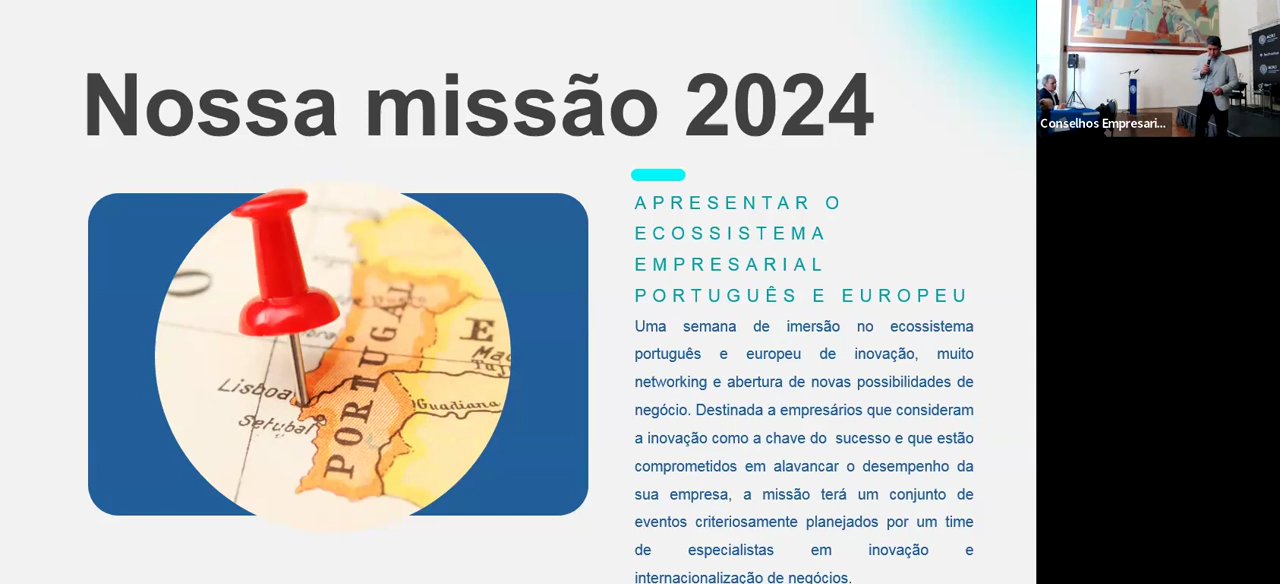 Nossa missão 2024
APRESENTAR O
ECOSSISTEMA
EMPRESARIAL
PORTUGUÊS E EUROPEU
Uma semana de imersão no ecossistema
português e europeu de inovação, muito
networking e abertura de novas possibilidades de
negócio. Destinada a empresários que consideram
a inovação como a chave do sucesso e que estão
comprometidos em alavancar o desempenho da
sua empresa, a missão terá um conjunto de
eventos criteriosamente planejados por um time
de especialistas em inovação e
internacionalização de negócios.
Lisboa
Setubal
PORTUGAL
Guadiana
E
Conselhos Empresari...